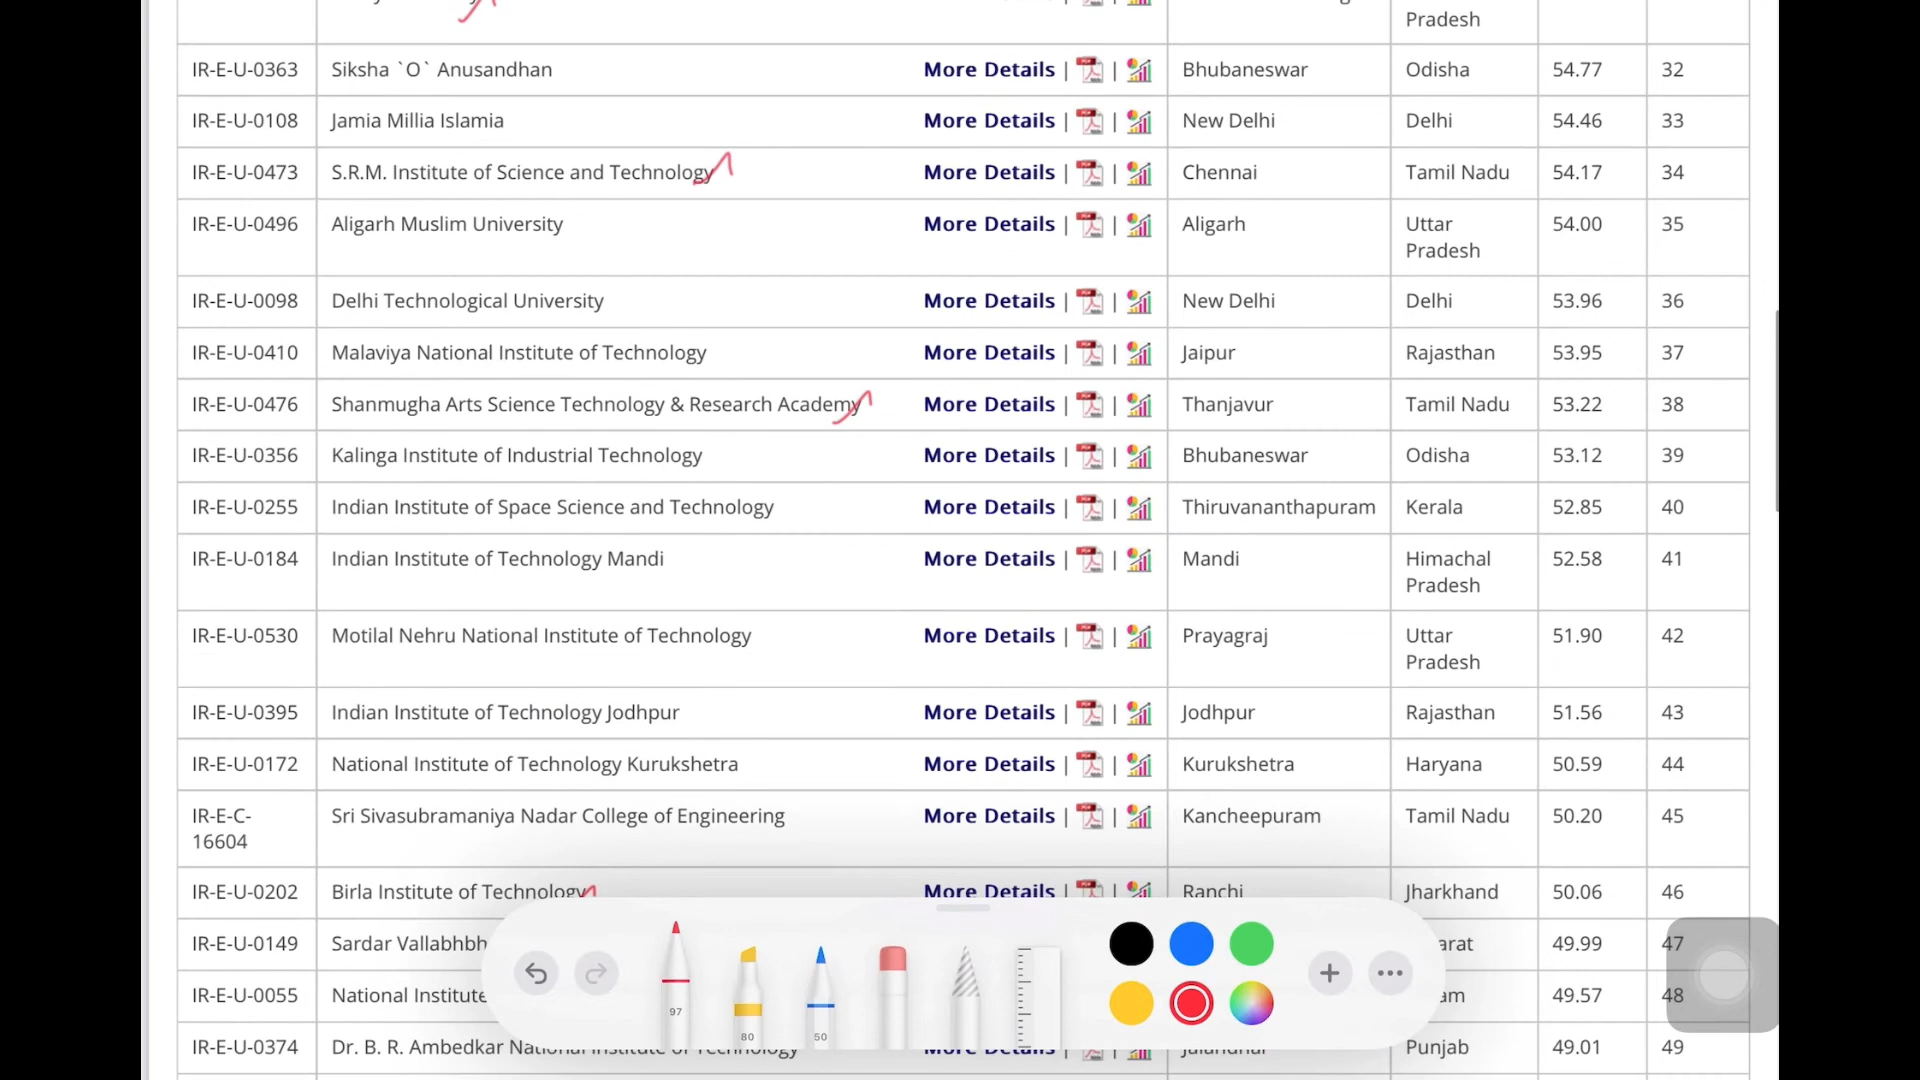 Pradesh
IR-E-U-0363 Siksha `O` Anusandhan More Details | | Bhubaneswar Odisha 54.77 32
IR-E-U-0108 Jamia Millia Islamia More Details | | New Delhi Delhi 54.46 33
IR-E-U-0473 S.R.M. Institute of Science and Technology More Details | | Chennai Tamil Nadu 54.17 34
IR-E-U-0496 Aligarh Muslim University More Details | | Aligarh Uttar 54.00 35
Pradesh
IR-E-U-0098 Delhi Technological University More Details | | New Delhi Delhi 53.96 36
IR-E-U-0410 Malaviya National Institute of Technology More Details | | Jaipur Rajasthan 53.95 37
IR-E-U-0476 Shanmugha Arts Science Technology & Research Academy More Details | | Thanjavur Tamil Nadu 53.22 38
IR-E-U-0356 Kalinga Institute of Industrial Technology More Details | | Bhubaneswar Odisha 53.12 39
IR-E-U-0255 Indian Institute of Space Science and Technology More Details | | Thiruvananthapuram Kerala 52.85 40
IR-E-U-0184 Indian Institute of Technology Mandi More Details | | Mandi Himachal 52.58 41
Pradesh
IR-E-U-0530 Motilal Nehru National Institute of Technology More Details | | Prayagraj Uttar 51.90 42
Pradesh
IR-E-U-0395 Indian Institute of Technology Jodhpur More Details | | Jodhpur Rajasthan 51.56 43
IR-E-U-0172 National Institute of Technology Kurukshetra More Details | | Kurukshetra Haryana 50.59 44
IR-E-C- Sri Sivasubramaniya Nadar College of Engineering More Details | | Kancheepuram Tamil Nadu 50.20 45
16604
IR-E-U-0202 Birla Institute of Technology More Details | | Ranchi Jharkhand 50.06 46
IR-E-U-0149 Sardar Vallabhbh arat 49.99 47
IR-E-U-0055 National Institute am 49.57 48
97 80 50
IR-E-U-0374 Dr. B. R. Ambedkar National Institute of Technology More Details | | Jalandhar Punjab 49.01 49